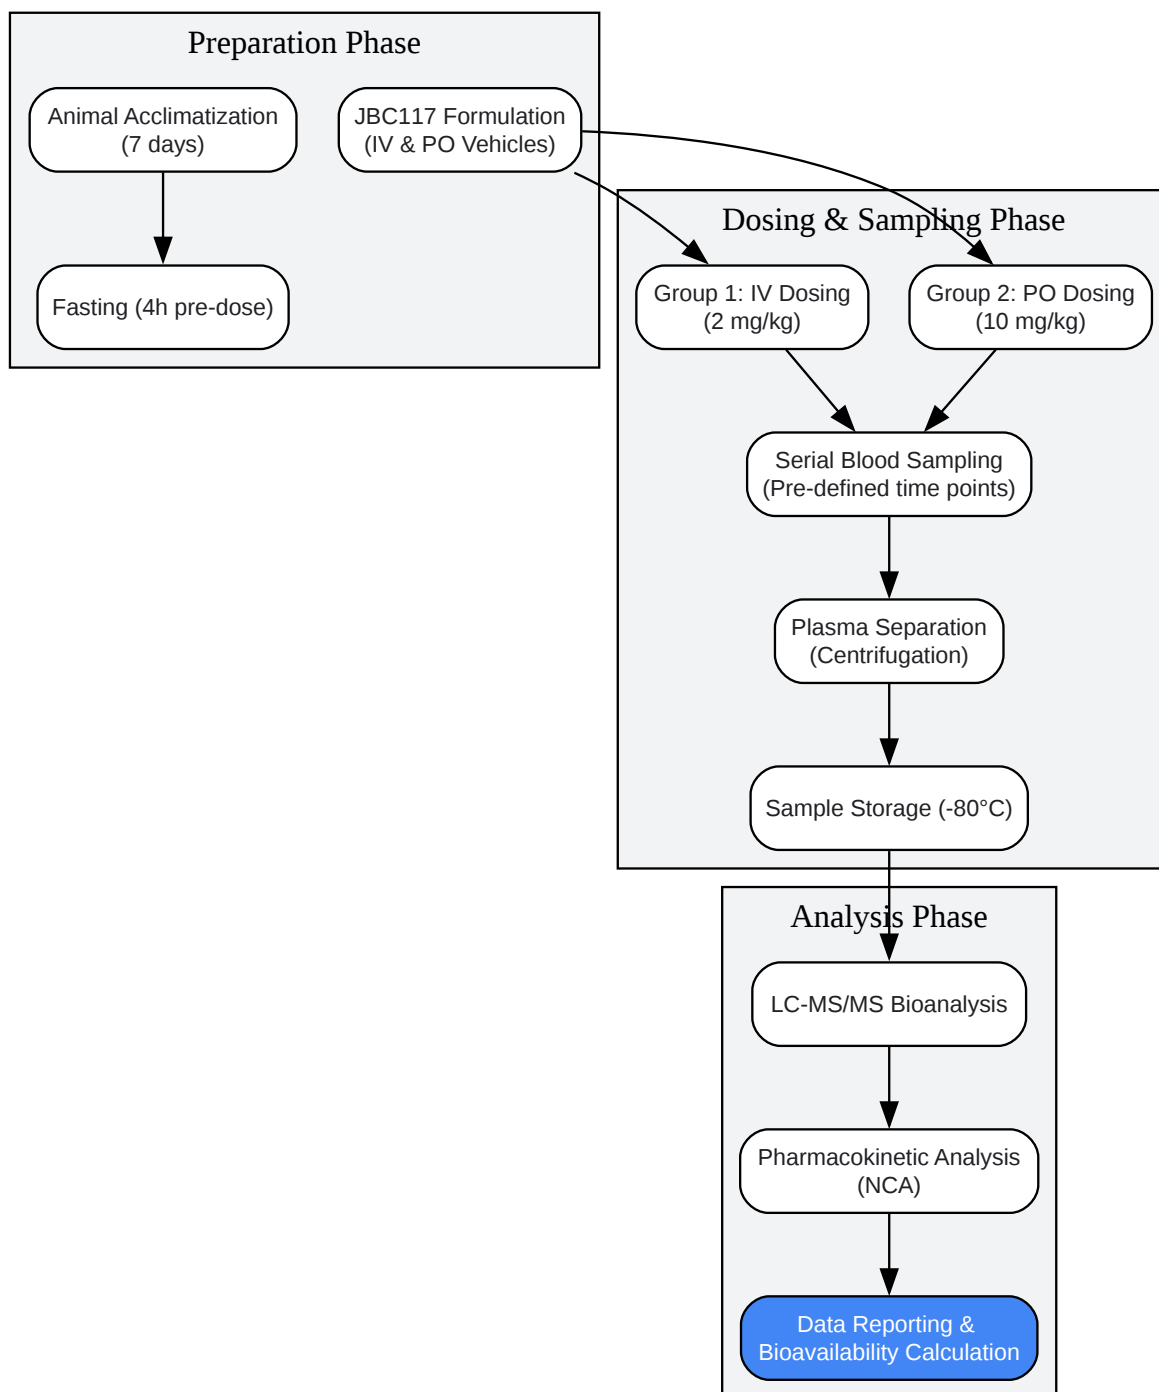 Preparation Phase
Animal Acclimatization
(7 days)
JBC117 Formulation
(IV & PO Vehicles)
Fasting (4h pre-dose)
Dosing & Sampling Phase
Group 1: IV Dosing
(2 mg/kg)
Group 2: PO Dosing
(10 mg/kg)
Serial Blood Sampling
(Pre-defined time points)
Plasma Separation
(Centrifugation)
Sample Storage (-80°C)
Analysis Phase
LC-MS/MS Bioanalysis
Pharmacokinetic Analysis
(NCA)
Data Reporting &
Bioavailability Calculation